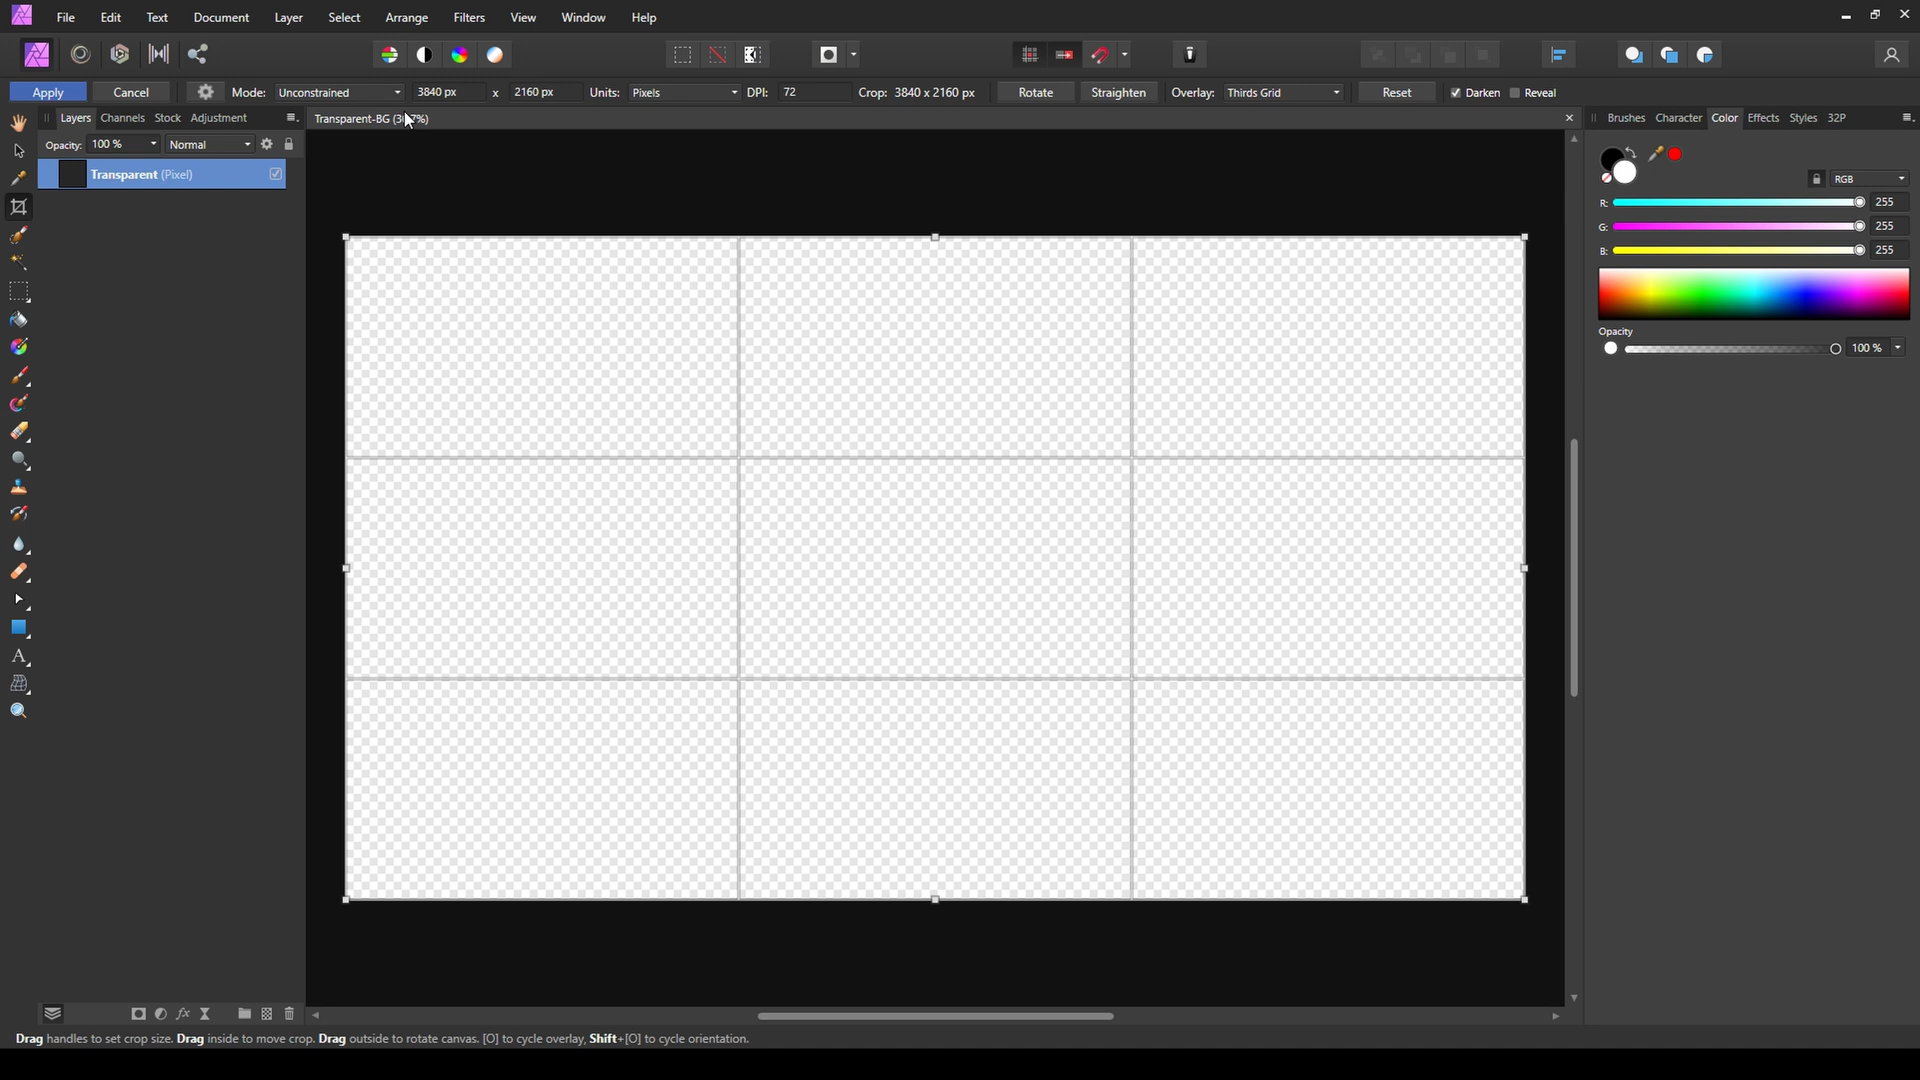 File Edit Text Document Layer Select Arrange Filters View Window Help
Apply Cancel Mode: Unconstrained 3840 px x 2160 px Units: Pixels DPI: 72 Crop: 3840 x 2160 px Rotate Straighten Overlay: Thirds Grid Reset Darken Reveal
Layers Channels Stock Adjustment
Transparent-BG
Brushes Character Color Effects Styles 32P
Opacity: 100 % Normal
Transparent (Pixel)
RGB
R: 255
G: 255
B: 255
Opacity
100 %
A
fx
Drag handles to set crop size. Drag inside to move crop. Drag outside to rotate canvas. [O] to cycle overlay, Shift+[O] to cycle orientation.